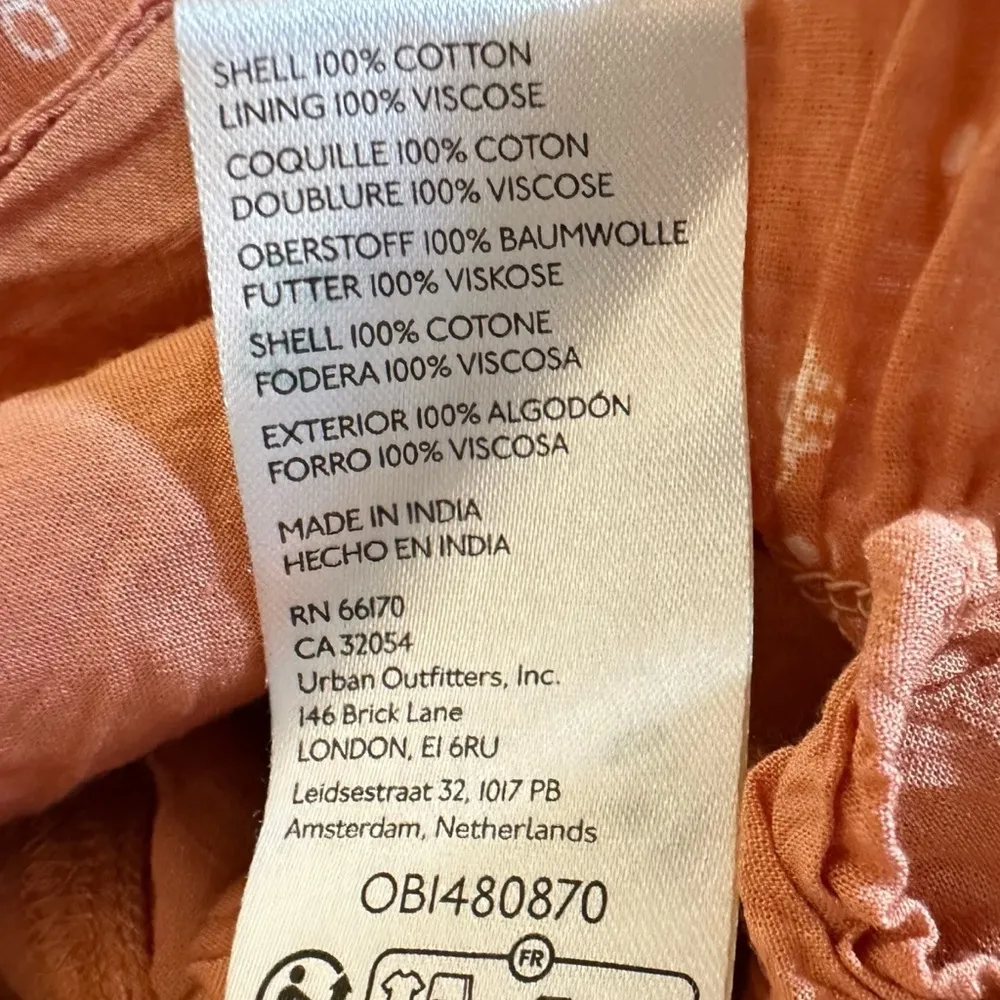 SHELL 100% COTTON
LINING 100% VISCOSE
COQUILLE 100% COTON
DOUBLURE 100% VISCOSE
OBERSTOFF 100% BAUMWOLLE
FUTTER 100% VISKOSE
SHELL 100% COTONE
FODERA 100% VISCOSA
EXTERIOR 100% ALGODÓN
FORRO 100% VISCOSA
MADE IN INDIA
HECHO EN INDIA
RN 66170
CA 32054
Urban Outfitters, Inc.
146 Brick Lane
LONDON, E1 6RU
Leidsestraat 32, 1017 PB
Amsterdam, Netherlands
OB1480870
FR